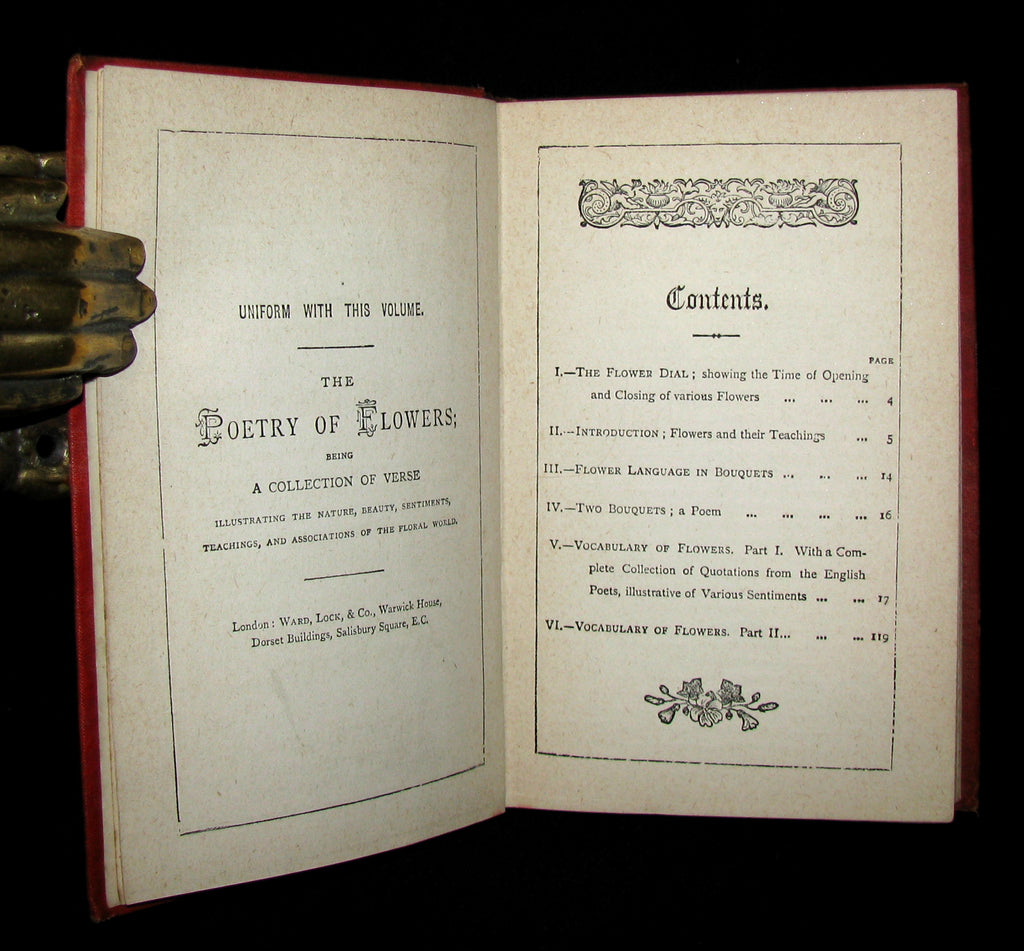 UNIFORM WITH THIS VOLUME.
THE
POETRY OF FLOWERS;
BEING
A COLLECTION OF VERSE
ILLUSTRATING THE NATURE, BEAUTY, SENTIMENTS,
TEACHINGS, AND ASSOCIATIONS OF THE FLORAL WORLD.
London: WARD, LOCK, & Co., Warwick House,
Dorset Buildings, Salisbury Square, E.C.
Contents.
PAGE
I.—THE FLOWER DIAL; showing the Time of Opening
and Closing of various Flowers ... ... ... 4
II.—INTRODUCTION; Flowers and their Teachings ... 5
III.—FLOWER LANGUAGE IN BOUQUETS ... ... ... 14
IV.—TWO BOUQUETS; a Poem ... ... ... ... 16
V.—VOCABULARY OF FLOWERS. Part I. With a Com-
plete Collection of Quotations from the English
Poets, illustrative of Various Sentiments ... ... 17
VI.—VOCABULARY OF FLOWERS. Part II... ... ... 119